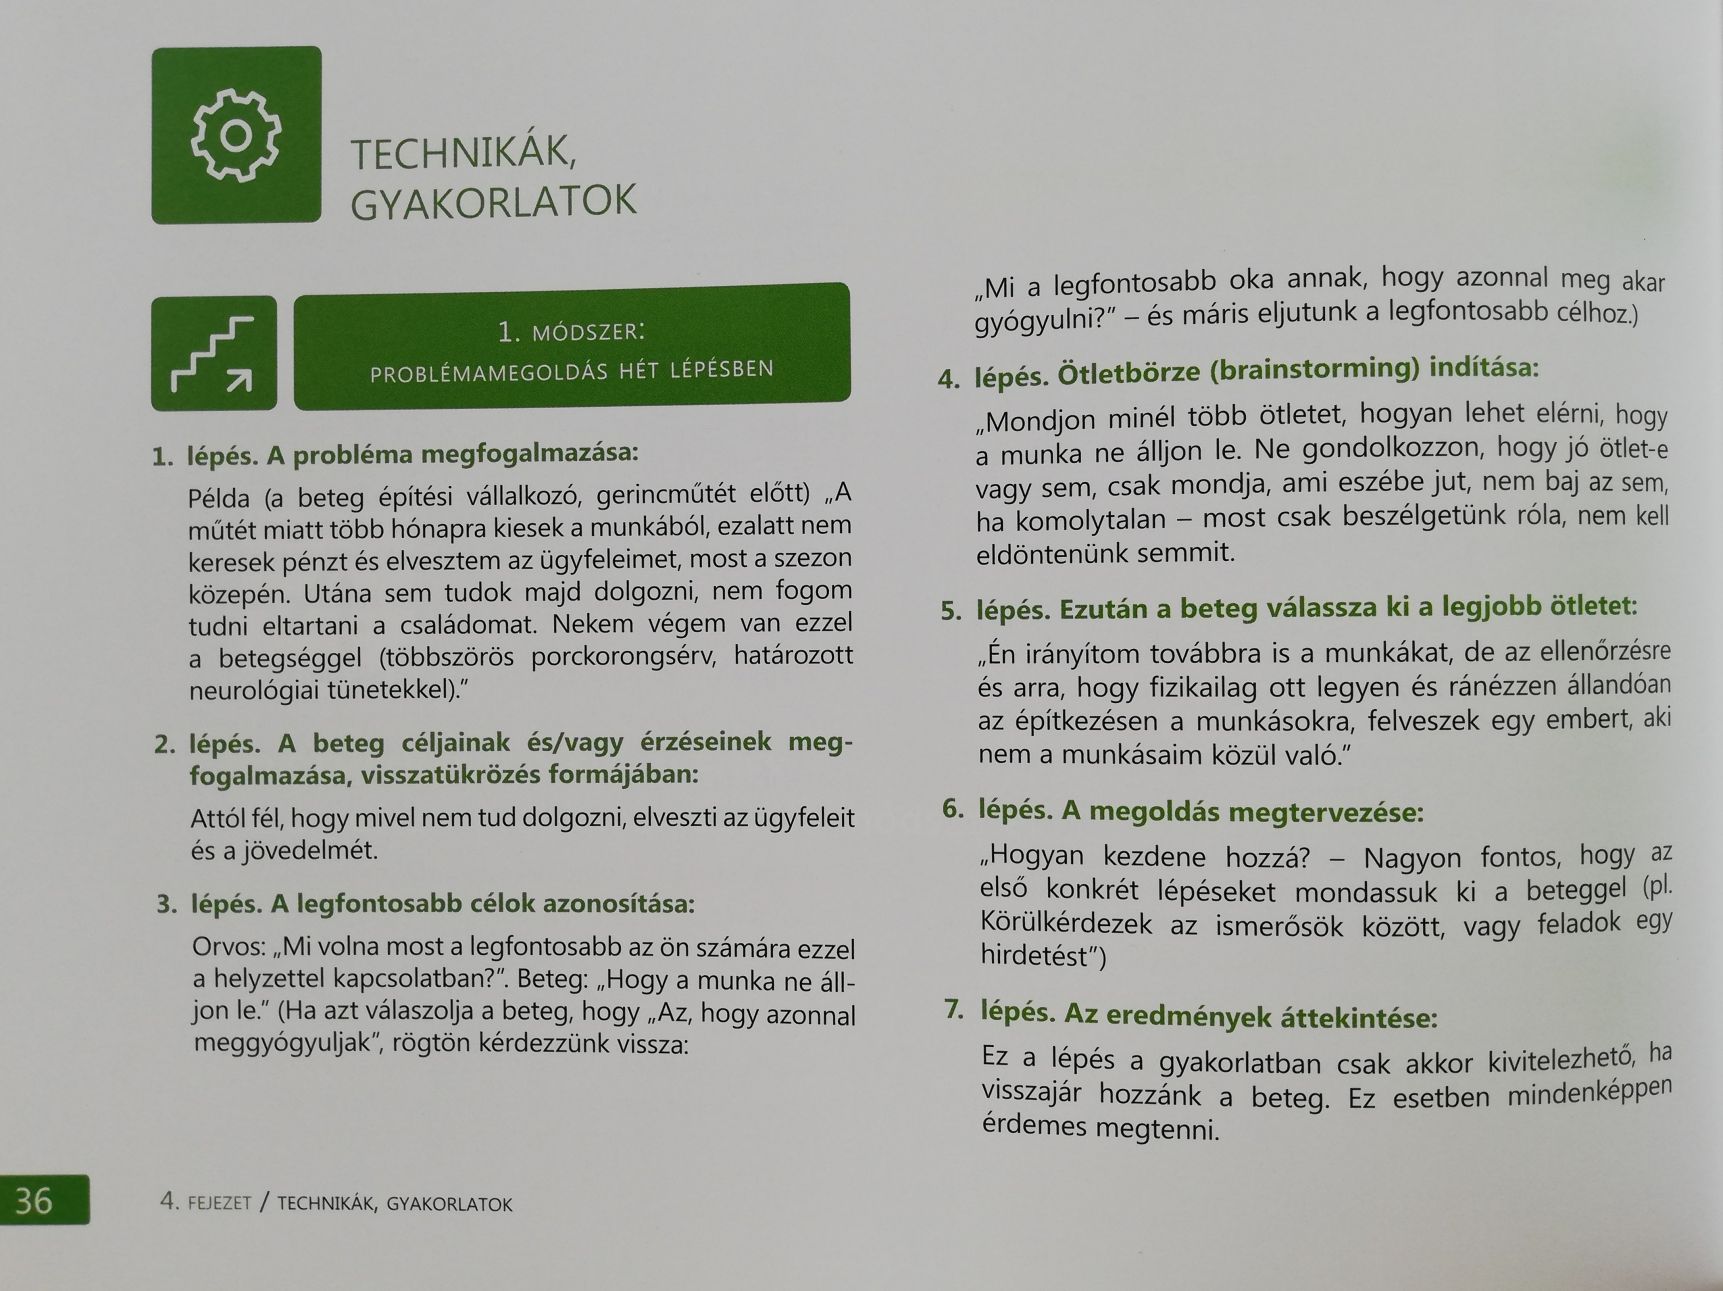 TECHNIKÁK,
GYAKORLATOK
1. MÓDSZER:
PROBLÉMAMEGOLDÁS HÉT LÉPÉSBEN
1. lépés. A probléma megfogalmazása:
Példa (a beteg építési vállalkozó, gerincműtét előtt) „A
műtét miatt több hónapra kiesek a munkából, ezalatt nem
keresek pénzt és elvesztem az ügyfeleimet, most a szezon
közepén. Utána sem tudok majd dolgozni, nem fogom
tudni eltartani a családomat. Nekem végem van ezzel
a betegséggel (többszörös porckorongsérv, határozott
neurológiai tünetekkel).”
2. lépés. A beteg céljainak és/vagy érzéseinek meg-
fogalmazása, visszatükrözés formájában:
Attól fél, hogy mivel nem tud dolgozni, elveszti az ügyfeleit
és a jövedelmét.
3. lépés. A legfontosabb célok azonosítása:
Orvos: „Mi volna most a legfontosabb az ön számára ezzel
a helyzettel kapcsolatban?”. Beteg: „Hogy a munka ne áll-
jon le.” (Ha azt válaszolja a beteg, hogy „Az, hogy azonnal
meggyógyuljak”, rögtön kérdezzünk vissza:
„Mi a legfontosabb oka annak, hogy azonnal meg akar
gyógyulni?” – és máris eljutunk a legfontosabb célhoz.)
4. lépés. Ötletbörze (brainstorming) indítása:
„Mondjon minél több ötletet, hogyan lehet elérni, hogy
a munka ne álljon le. Ne gondolkozzon, hogy jó ötlet-e
vagy sem, csak mondja, ami eszébe jut, nem baj az sem,
ha komolytalan – most csak beszélgetünk róla, nem kell
eldöntenünk semmit.
5. lépés. Ezután a beteg válassza ki a legjobb ötletet:
„Én irányítom továbbra is a munkákat, de az ellenőrzésre
és arra, hogy fizikailag ott legyen és ránézzen állandóan
az építkezésen a munkásokra, felveszek egy embert, aki
nem a munkásaim közül való.”
6. lépés. A megoldás megtervezése:
„Hogyan kezdene hozzá? – Nagyon fontos, hogy az
első konkrét lépéseket mondassuk ki a beteggel (pl.
Körülkérdezek az ismerősök között, vagy feladok egy
hirdetést”)
7. lépés. Az eredmények áttekintése:
Ez a lépés a gyakorlatban csak akkor kivitelezhető, ha
visszajár hozzánk a beteg. Ez esetben mindenképpen
érdemes megtenni.
36
4. FEJEZET / TECHNIKÁK, GYAKORLATOK